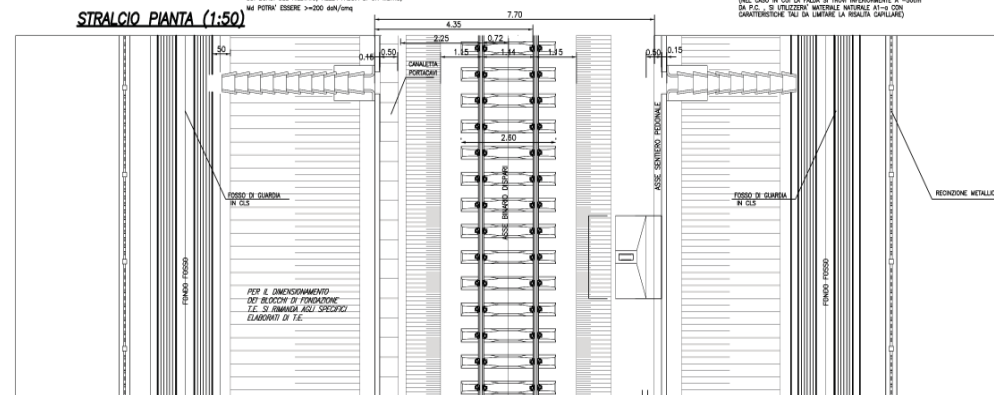 STRALCIO PIANTA (1:50)
Md POTRA' ESSERE >=200 daN/cmq
DA P.C. , SI UTILIZZERA' MATERIALE NATURALE A1-a CON
CARATTERISTICHE TALI DA LIMITARE LA RISALITA CAPILLARE)
7.70
4.35
2.25
0.72
.50
0.15
0.50
1.15
1.44
1.15
0.50
0.15
CANALETTA
PORTACAVI
2.60
ASSE BINARIO DISPARI
ASSE SENTIERO PEDONALE
FOSSO DI GUARDIA
IN CLS
FOSSO DI GUARDIA
IN CLS
FONDO FOSSO
FONDO FOSSO
PER IL DIMENSIONAMENTO
DEI BLOCCHI DI FONDAZIONE
T.E. SI RIMANDA AGLI SPECIFICI
ELABORATI DI T.E.
RECINZIONE